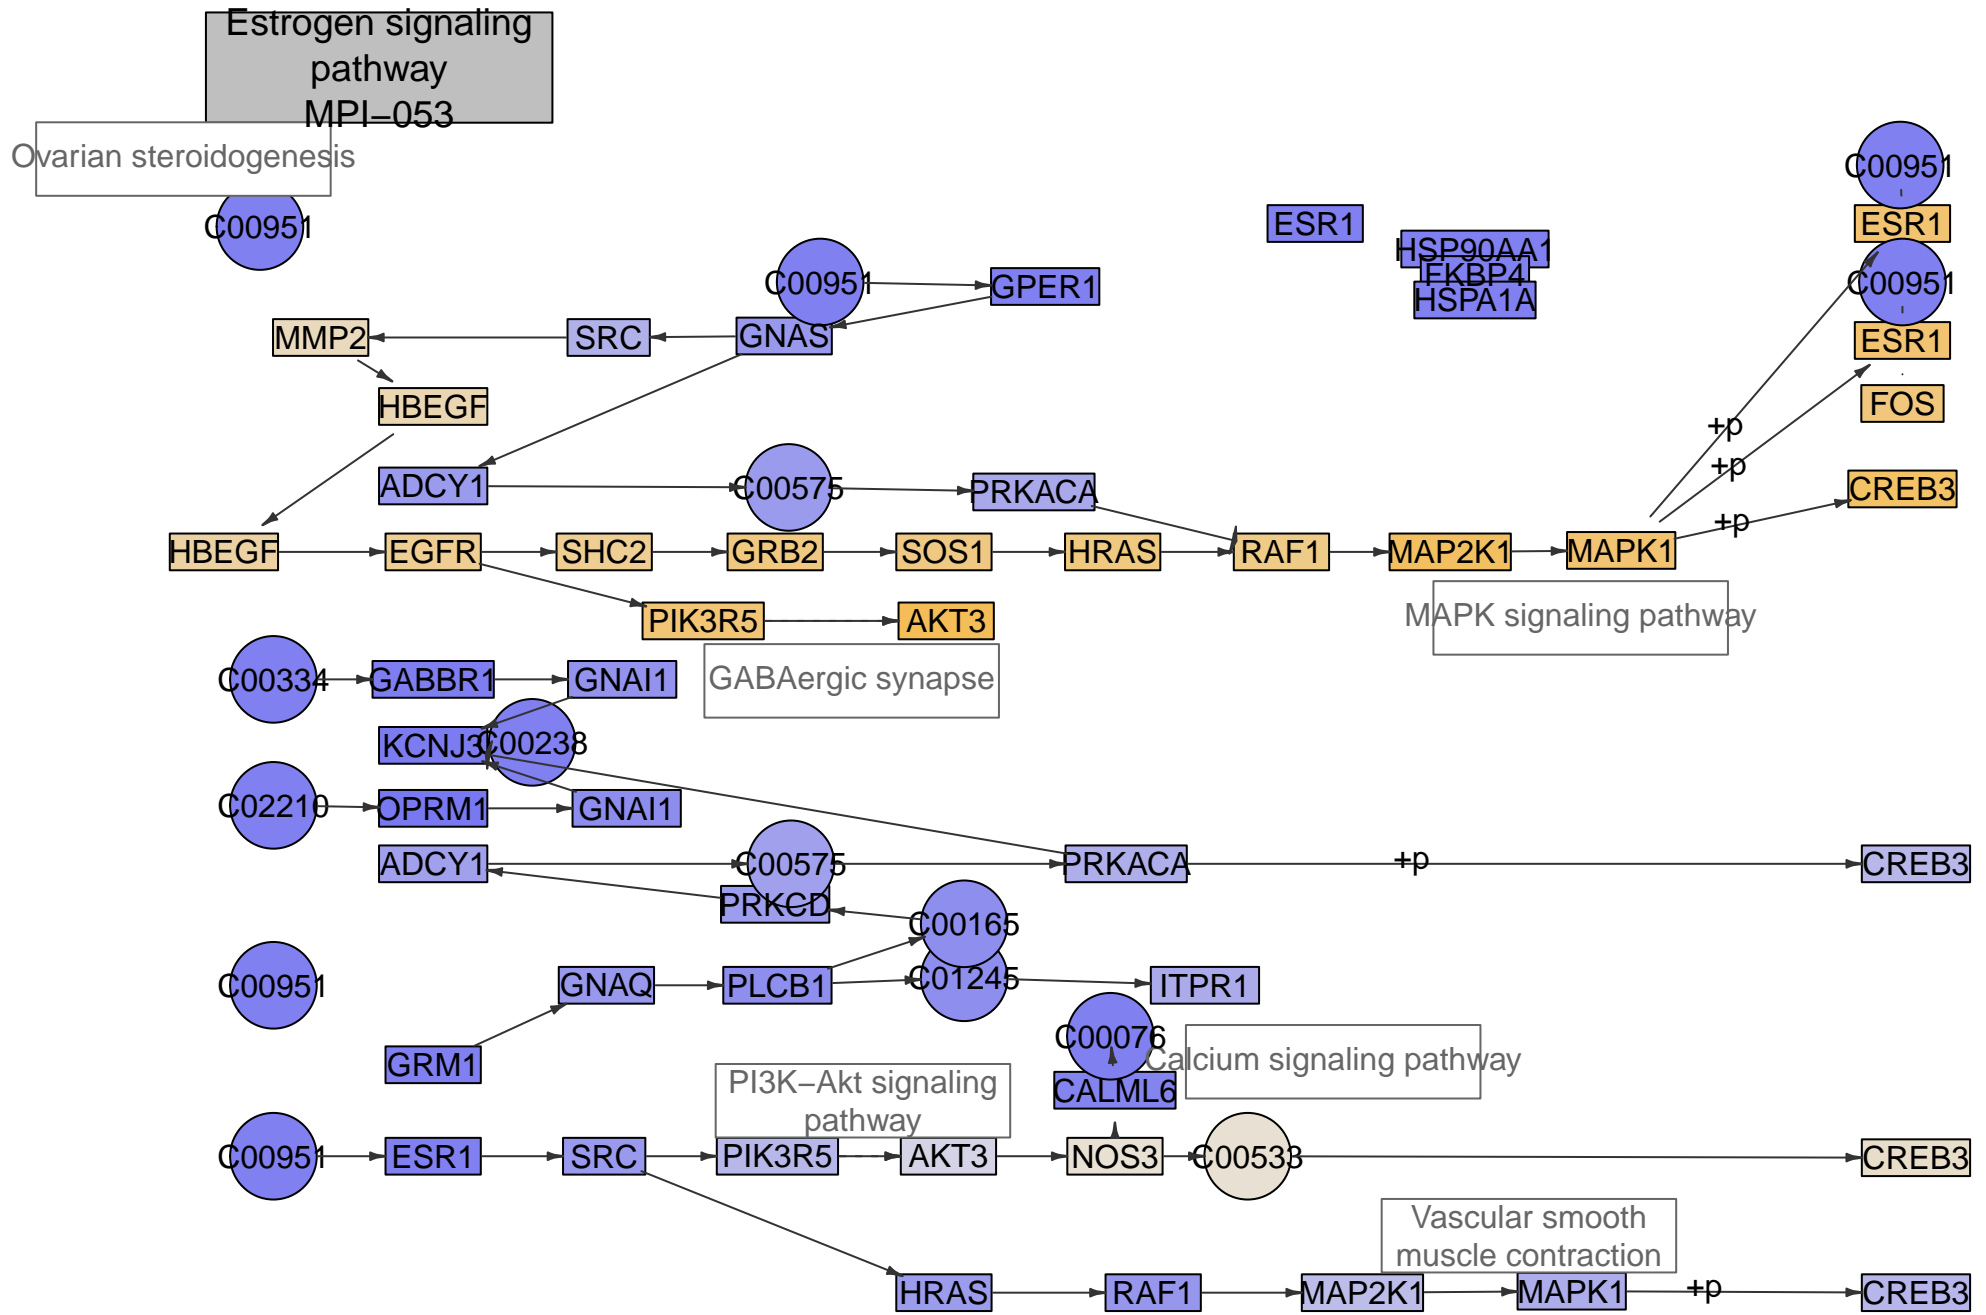 Estrogen signaling
pathway
MPI−053
Ovarian steroidogenesis
C00951
C00951
ESR1
ESR1
C00951
HSP90AA1
FKBP4
HSPA1A
C00951
GPER1
C00951
MMP2
SRC
GNAS
ESR1
HBEGF
FOS
+p
+p
ADCY1
C00575
PRKACA
CREB3
+p
HBEGF
EGFR
SHC2
GRB2
SOS1
HRAS
RAF1
MAP2K1
MAPK1
PIK3R5
AKT3
MAPK signaling pathway
C00334
GABBR1
GNAI1
GABAergic synapse
KCNJ3
C00238
C02210
OPRM1
GNAI1
ADCY1
C00575
PRKACA
+p
CREB3
PRKCD
C00165
C00951
GNAQ
PLCB1
C01245
ITPR1
C00076
Calcium signaling pathway
GRM1
CALML6
PI3K−Akt signaling
pathway
C00951
ESR1
SRC
PIK3R5
AKT3
NOS3
C00533
CREB3
Vascular smooth
muscle contraction
HRAS
RAF1
MAP2K1
MAPK1
+p
CREB3